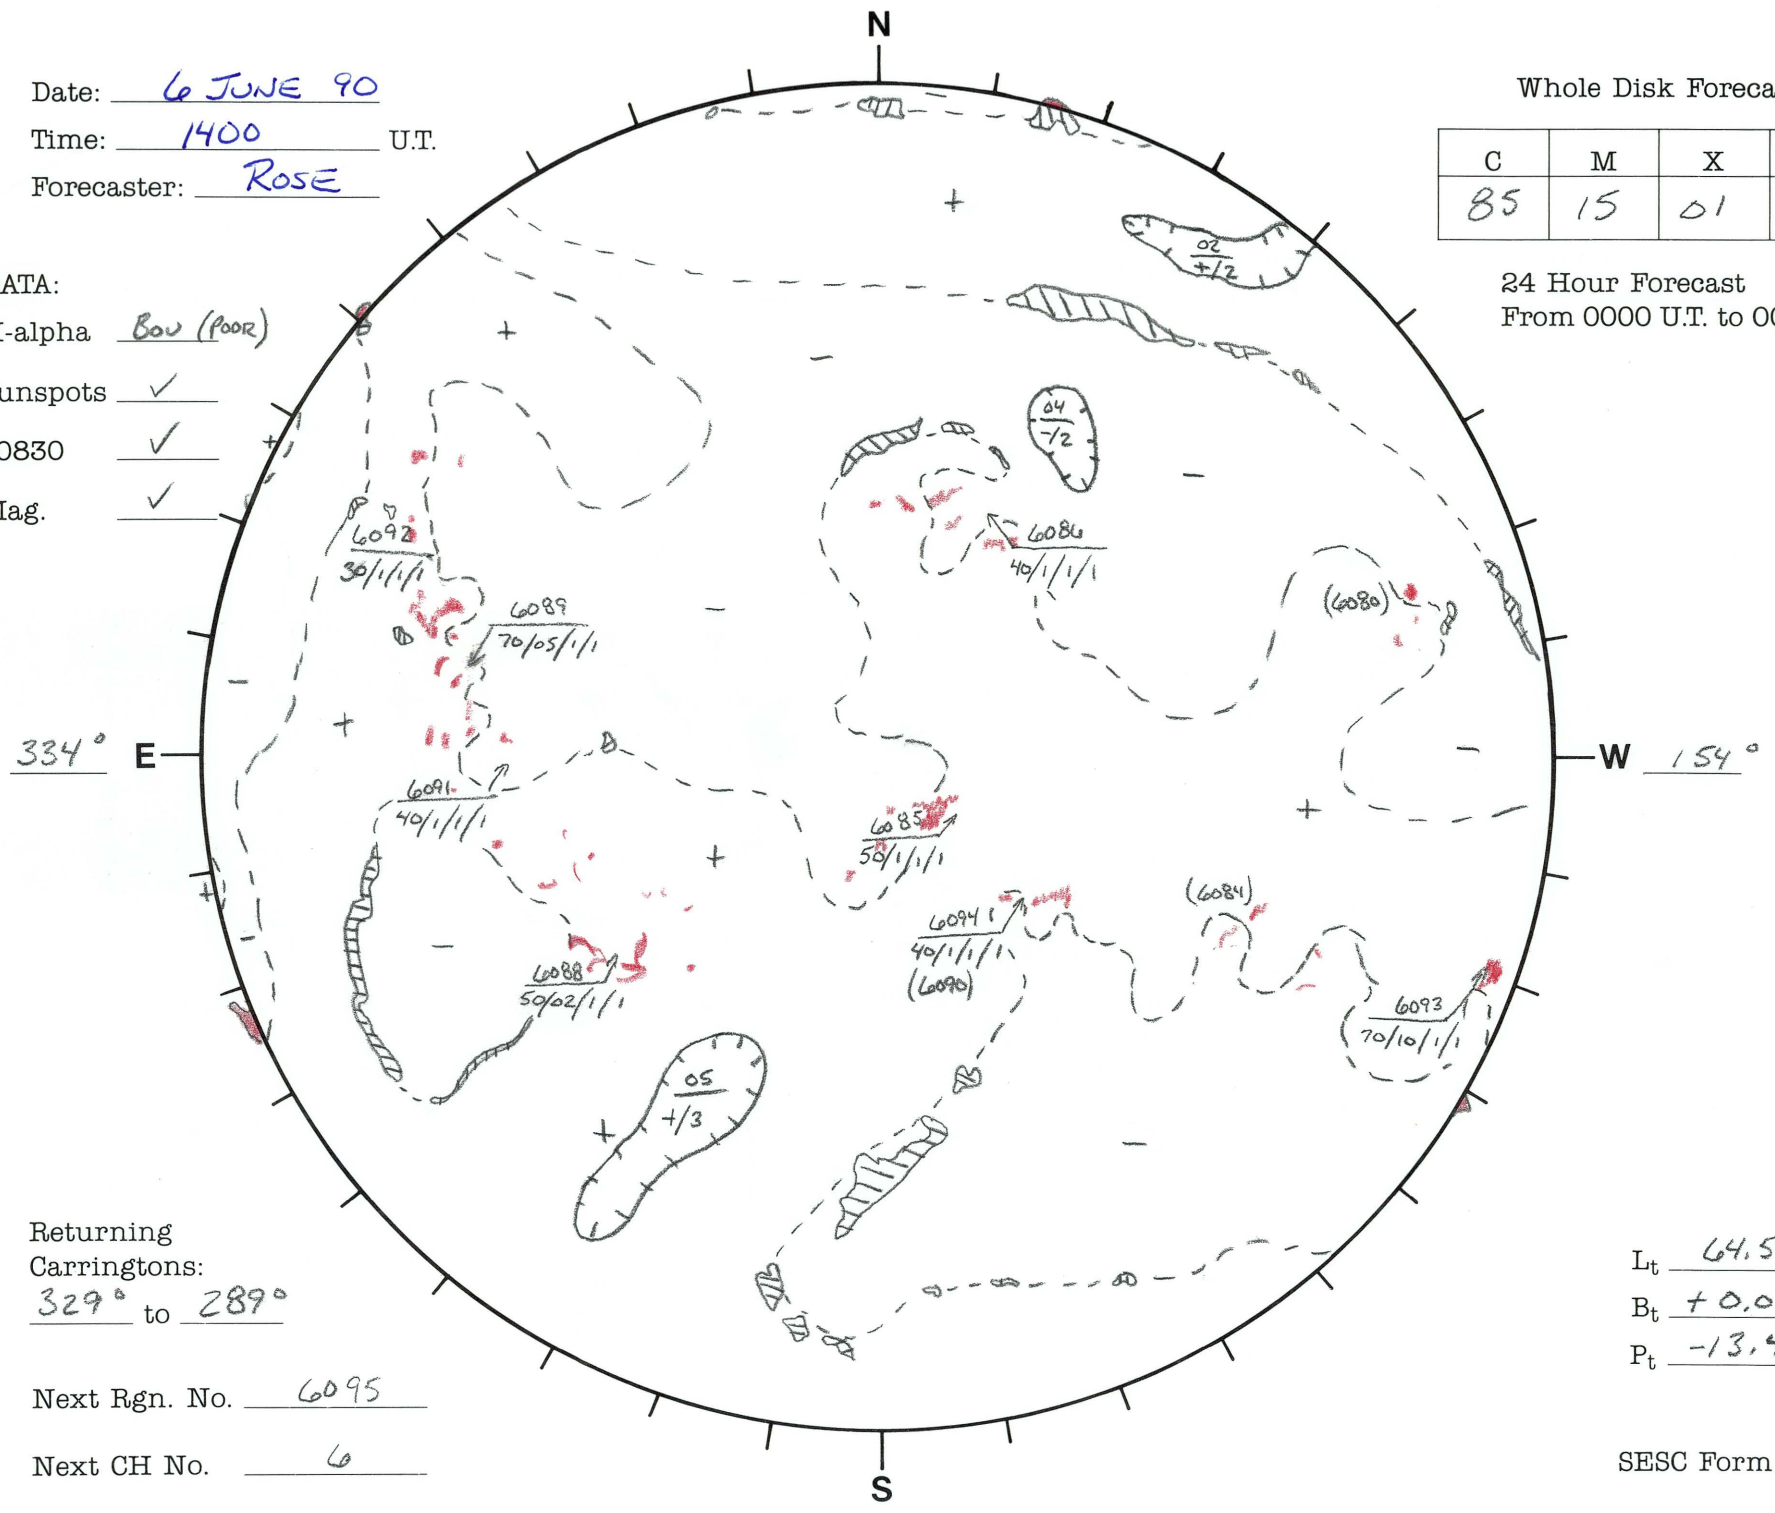 N
Date: 6 JUNE 90
Time: 1400 U.T.
Forecaster: ROSE
Whole Disk Foreca
C M X
85 15 01
24 Hour Forecast
From 0000 U.T. to 00
ATA:
-alpha BOU (POOR)
unspots ✓
0830 ✓
ag. ✓
02
+/2
04
-/2
6092
30/1/1/1
6086
40/1/1/1
(6080)
6089
70/05/1/1
334° E
W 154°
6091
40/1/1/1
6085
50/1/1/1
(6084)
6094
40/1/1/1
(6090)
6088
50/02/1/1
6093
70/10/1/1
05
+/3
Returning
Carringtons:
329° to 289°
Lt 64.5
Bt +0.0
Pt -13.
Next Rgn. No. 6095
Next CH No. 6
SESC Form
S